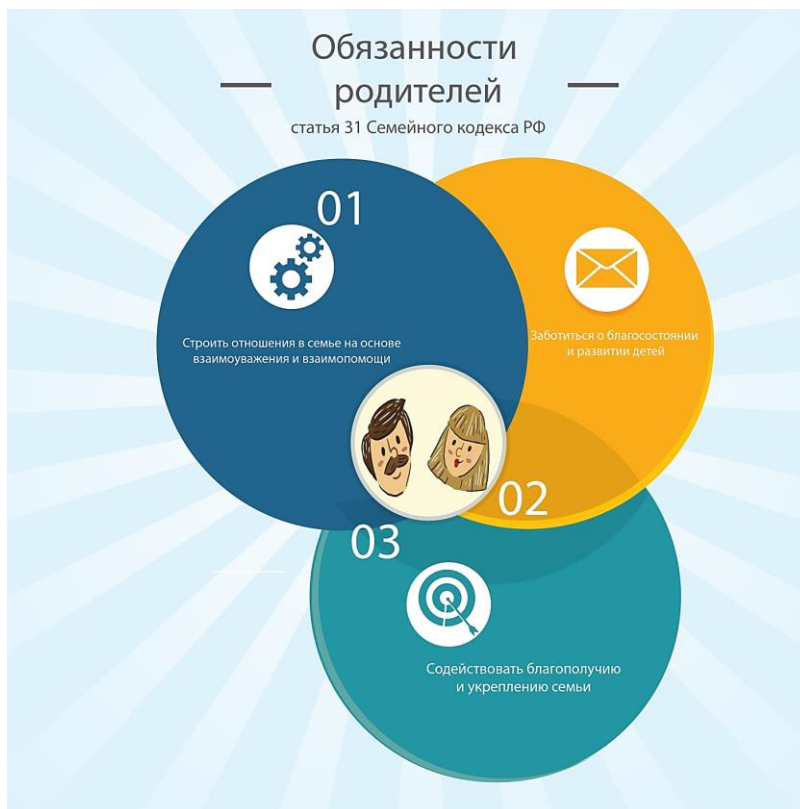 Обязанности
родителей
статья 31 Семейного кодекса РФ
01
Строить отношения в семье на основе
взаимоуважения и взаимопомощи
Заботиться о благосостоянии
и развитии детей
02
03
Содействовать благополучию
и укреплению семьи